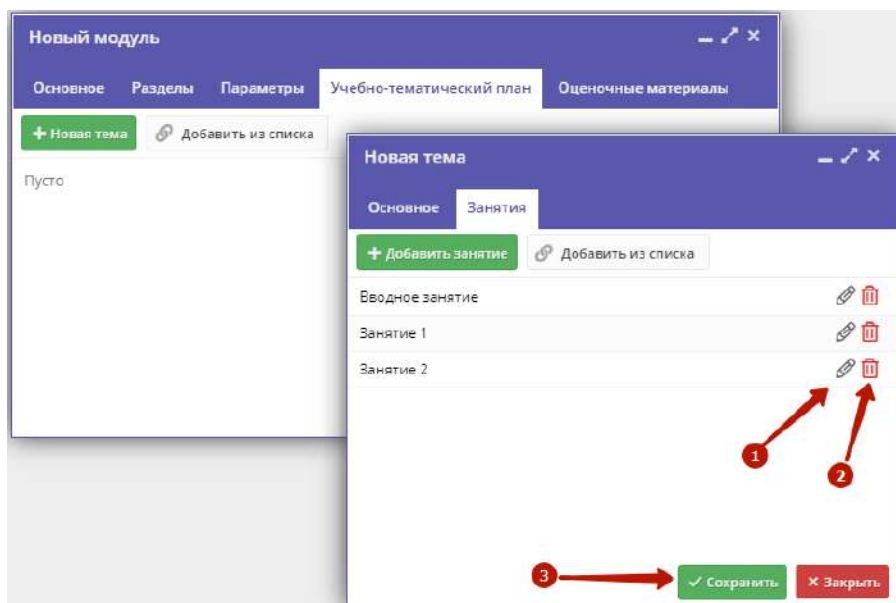 Новый модуль
Основное Разделы Параметры Учебно-тематический план Оценочные материалы
+ Новая тема Добавить из списка
Пусто
Новая тема
Основное Занятия
+ Добавить занятие Добавить из списка
Вводное занятие
Занятие 1
Занятие 2
1
2
3
Сохранить × Закрыть